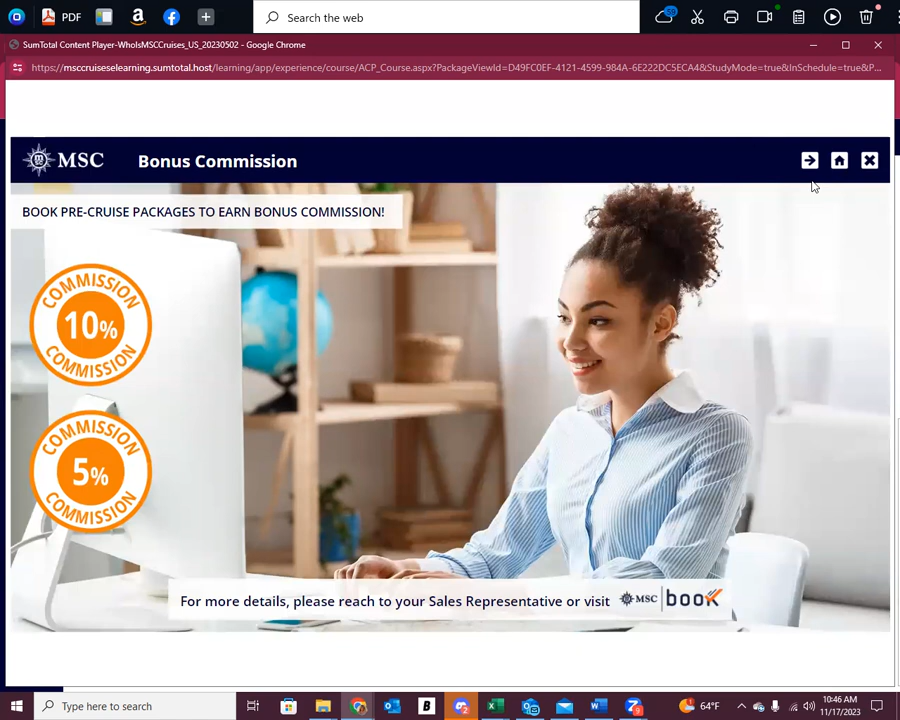 PDF
Search the web
SumTotal Content Player-WhoIsMSCCruises_US_20230502 - Google Chrome
https://msccruiseselearning.sumtotal.host/learning/app/experience/course/ACP_Course.aspx?PackageViewId=D49FC0EF-4121-4599-984A-6E222DC5ECA4&StudyMode=true&InSchedule=true&P...
MSC
Bonus Commission
BOOK PRE-CRUISE PACKAGES TO EARN BONUS COMMISSION!
COMMISSION
10%
COMMISSION
COMMISSION
5%
COMMISSION
For more details, please reach to your Sales Representative or visit MSC book
Type here to search
64°F
10:46 AM
11/17/2023